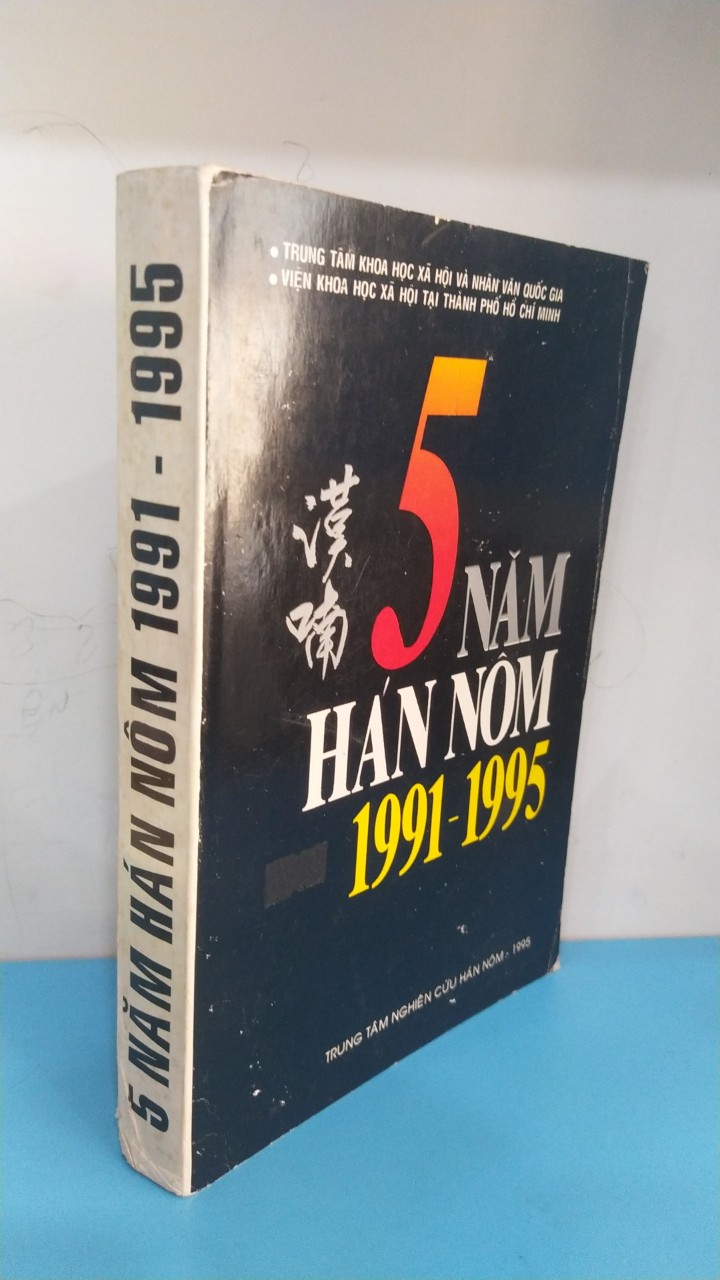 5 NĂM HÁN NÔM 1991 - 1995
• TRUNG TÂM KHOA HỌC XÃ HỘI VÀ NHÂN VĂN QUỐC GIA
• VIỆN KHOA HỌC XÃ HỘI TẠI THÀNH PHỐ HỒ CHÍ MINH
漢
喃
5 NĂM
HÁN NÔM
1991-1995
TRUNG TÂM NGHIÊN CỨU HÁN NÔM - 1995